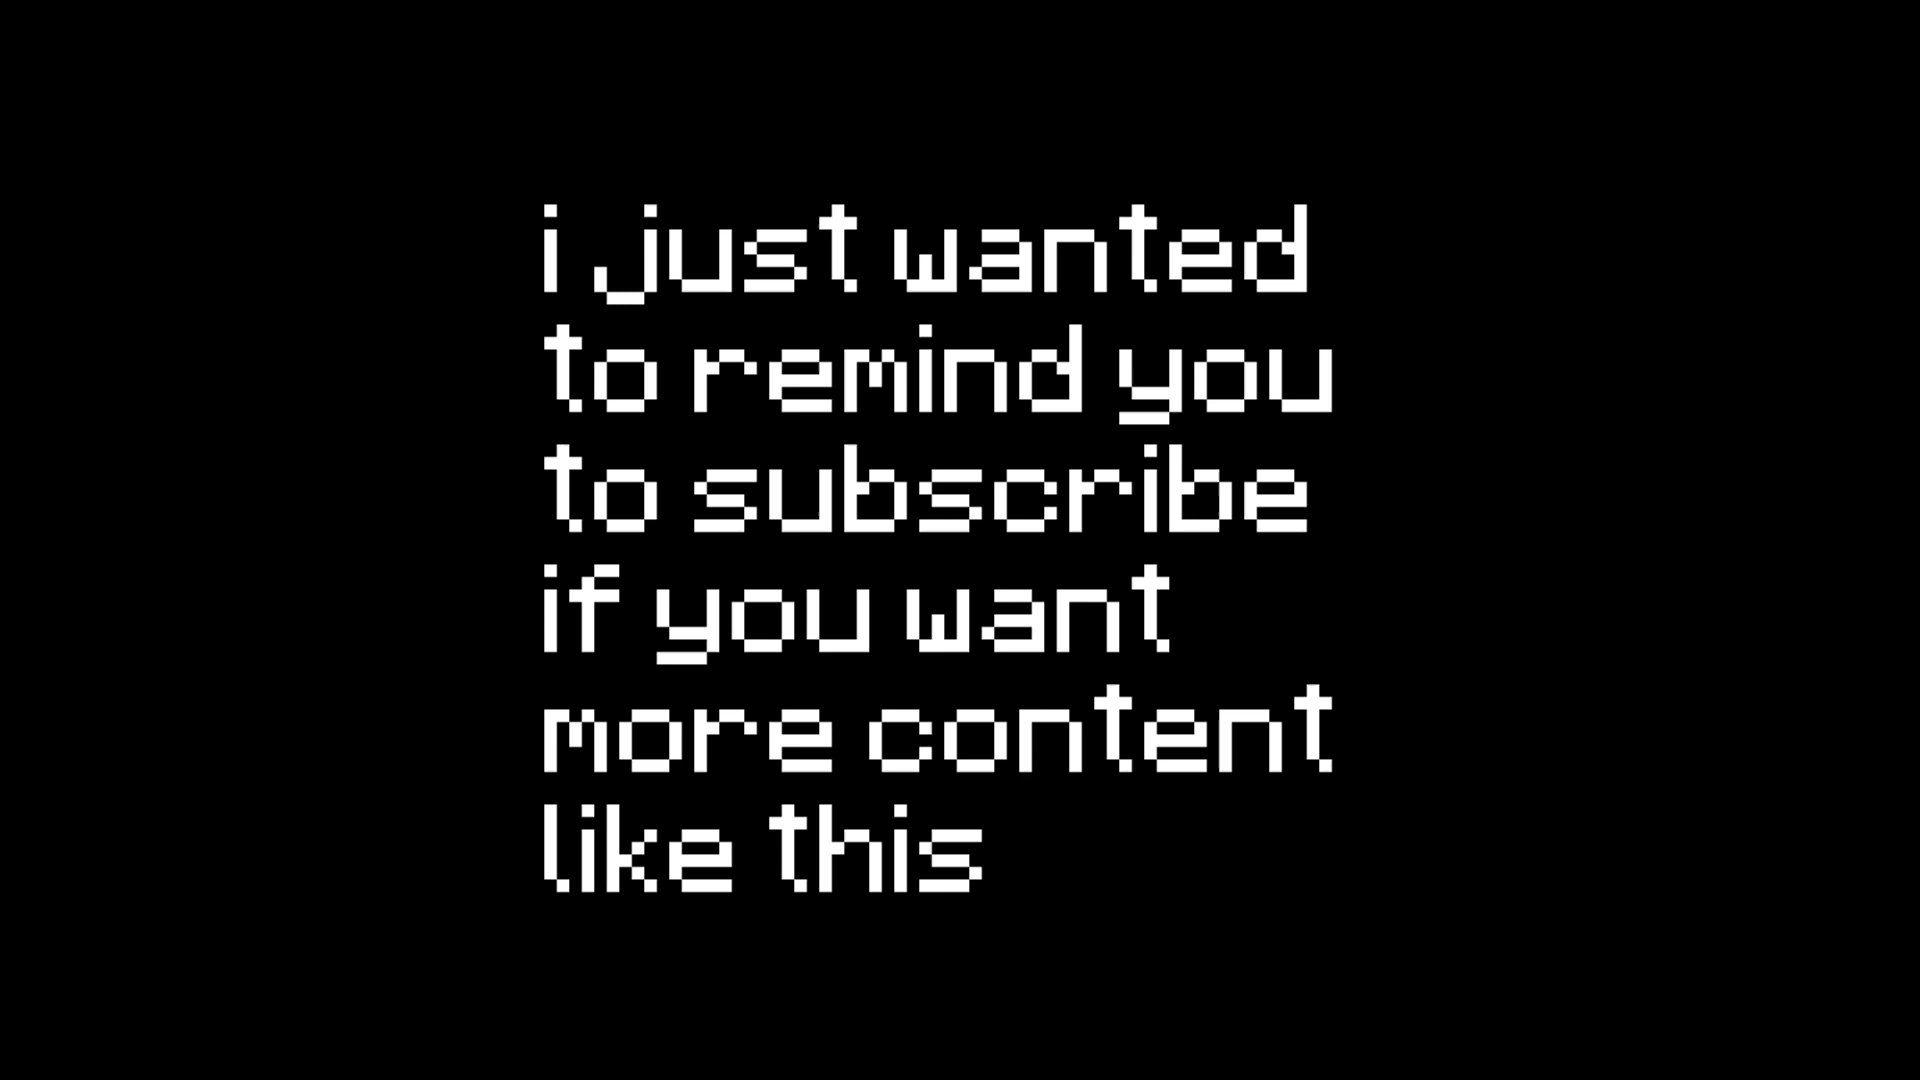 i just wanted
to remind you
to subscribe
if you want
more content
like this